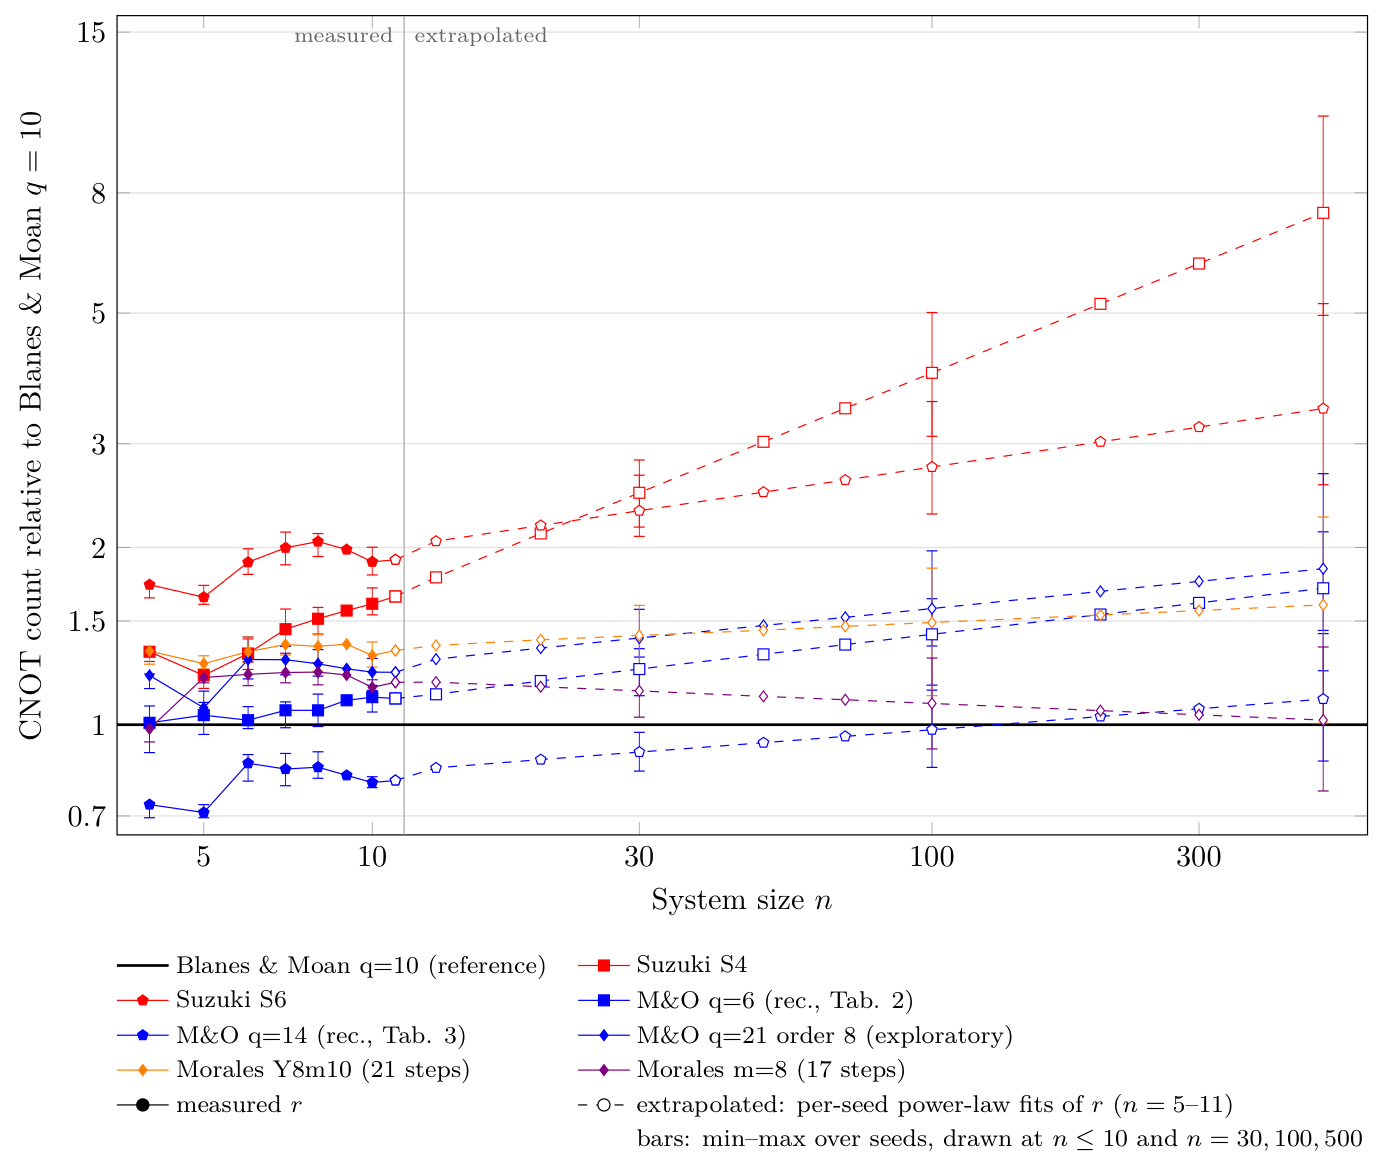 measured
extrapolated
15
8
5
3
2
1.5
1
0.7
CNOT count relative to Blanes & Moan q = 10
5
10
30
100
300
System size n
Blanes & Moan q=10 (reference)
Suzuki S4
Suzuki S6
M&O q=6 (rec., Tab. 2)
M&O q=14 (rec., Tab. 3)
M&O q=21 order 8 (exploratory)
Morales Y8m10 (21 steps)
Morales m=8 (17 steps)
measured r
extrapolated: per-seed power-law fits of r (n = 5–11)
bars: min–max over seeds, drawn at n ≤ 10 and n = 30, 100, 500